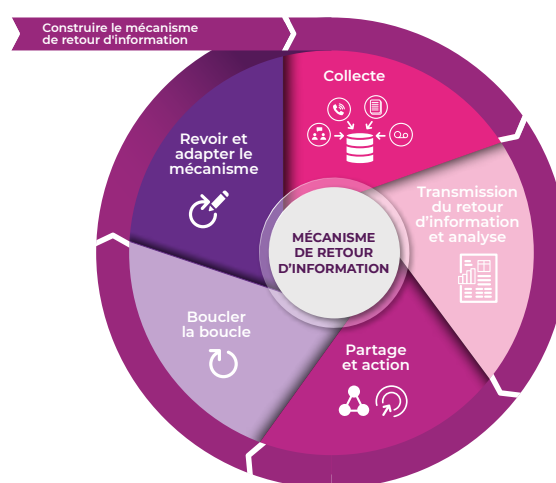 Construire le mécanisme
de retour d'information
Collecte
Transmission
du retour
d'information
et analyse
Partage
et action
Boucler
la boucle
Revoir et
adapter le
mécanisme
MÉCANISME
DE RETOUR
D'INFORMATION